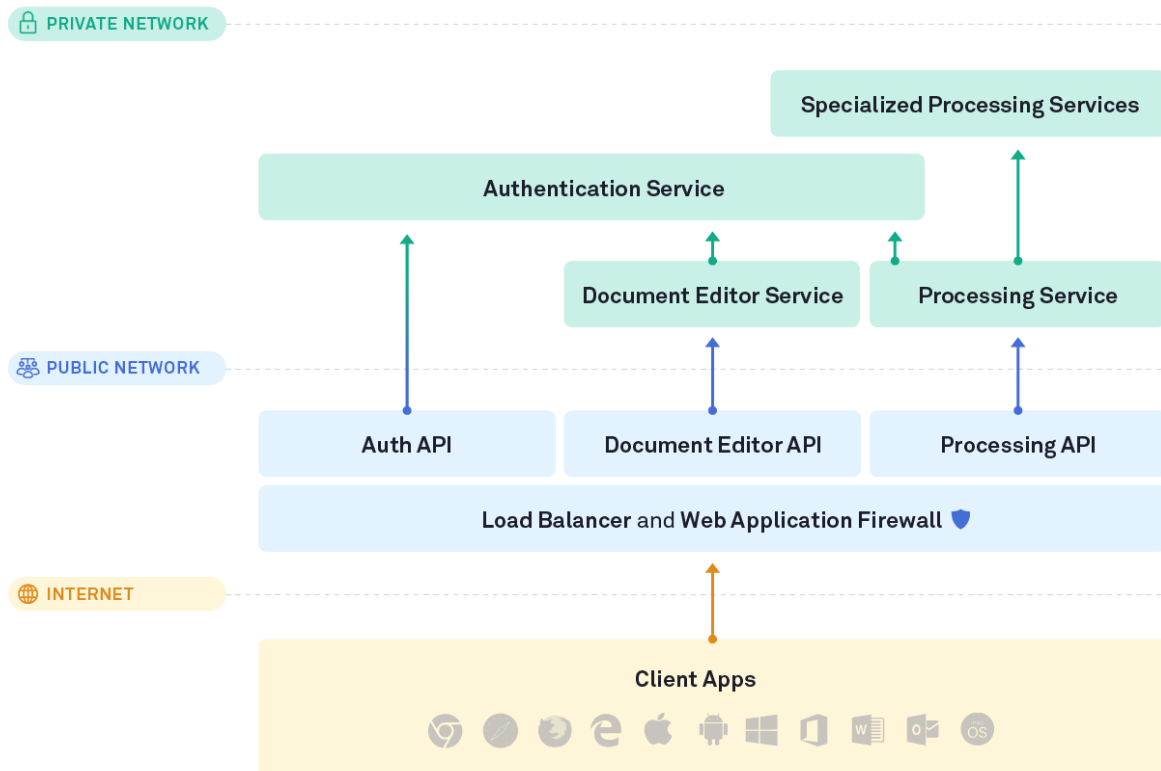 PRIVATE NETWORK
Specialized Processing Services
Authentication Service
Document Editor Service
Processing Service
PUBLIC NETWORK
Auth API
Document Editor API
Processing API
Load Balancer and Web Application Firewall
INTERNET
Client Apps
W
O
OS